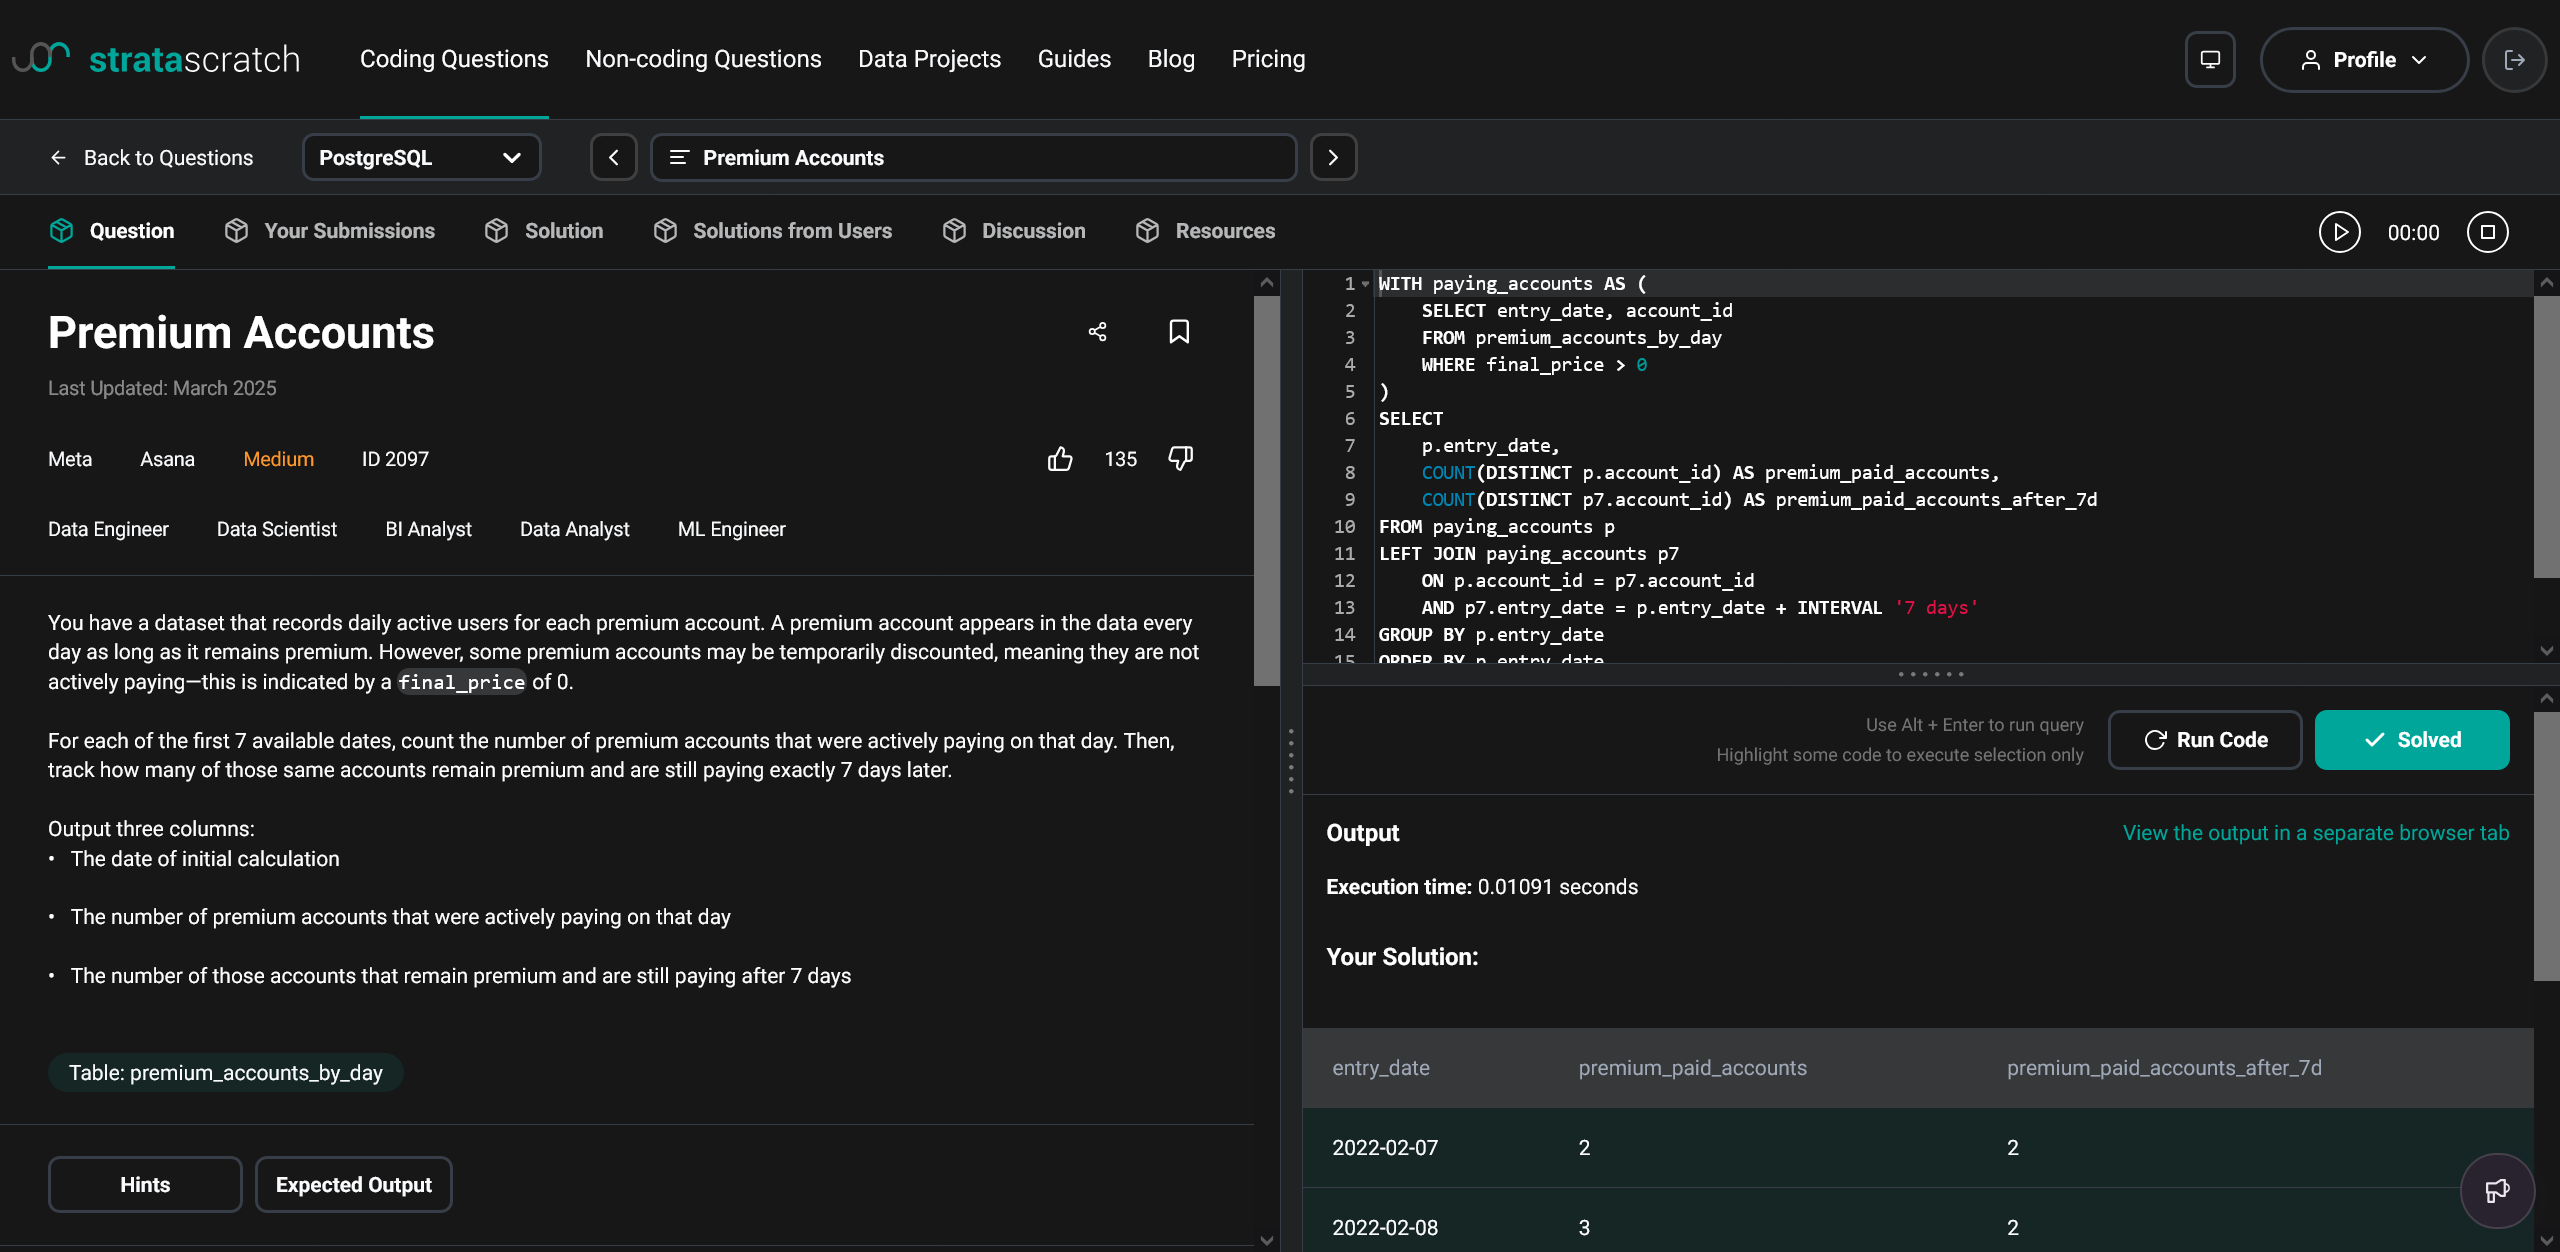 stratascratch
Coding Questions
Non-coding Questions
Data Projects
Guides
Blog
Pricing
Profile
Back to Questions
PostgreSQL
Premium Accounts
Question
Your Submissions
Solution
Solutions from Users
Discussion
Resources
00:00
Premium Accounts
Last Updated: March 2025
Meta Asana Medium ID 2097
135
Data Engineer Data Scientist BI Analyst Data Analyst ML Engineer
You have a dataset that records daily active users for each premium account. A premium account appears in the data every
day as long as it remains premium. However, some premium accounts may be temporarily discounted, meaning they are not
actively paying—this is indicated by a final_price of 0.
For each of the first 7 available dates, count the number of premium accounts that were actively paying on that day. Then,
track how many of those same accounts remain premium and are still paying exactly 7 days later.
Output three columns:
• The date of initial calculation
• The number of premium accounts that were actively paying on that day
• The number of those accounts that remain premium and are still paying after 7 days
Table: premium_accounts_by_day
Hints
Expected Output
1 WITH paying_accounts AS (
2 SELECT entry_date, account_id
3 FROM premium_accounts_by_day
4 WHERE final_price > 0
5 )
6 SELECT
7 p.entry_date,
8 COUNT(DISTINCT p.account_id) AS premium_paid_accounts,
9 COUNT(DISTINCT p7.account_id) AS premium_paid_accounts_after_7d
10 FROM paying_accounts p
11 LEFT JOIN paying_accounts p7
12 ON p.account_id = p7.account_id
13 AND p7.entry_date = p.entry_date + INTERVAL '7 days'
14 GROUP BY p.entry_date
15 ORDER BY p.entry_date
Use Alt + Enter to run query
Highlight some code to execute selection only
Run Code
Solved
Output
View the output in a separate browser tab
Execution time: 0.01091 seconds
Your Solution:
entry_date premium_paid_accounts premium_paid_accounts_after_7d
2022-02-07 2 2
2022-02-08 3 2